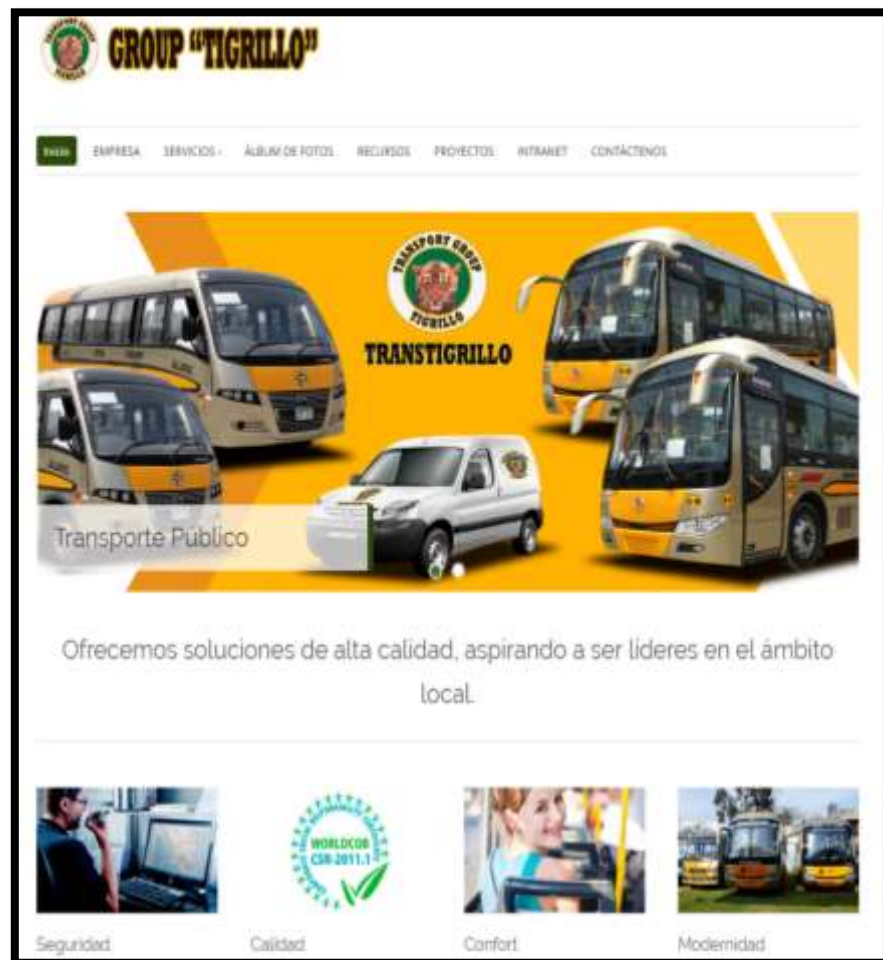 GROUP “TIGRILLO”
Inicio EMPRESA SERVICIOS › ÁLBUM DE FOTOS RECURSOS PROYECTOS INTRANET CONTÁCTENOS
TRANSPORT GROUP
TIGRILLO
TRANSTIGRILLO
Transporte Público
Ofrecemos soluciones de alta calidad, aspirando a ser líderes en el ámbito
local.
WORLDCOB
CSR-2011.1
Seguridad Calidad Confort Modernidad